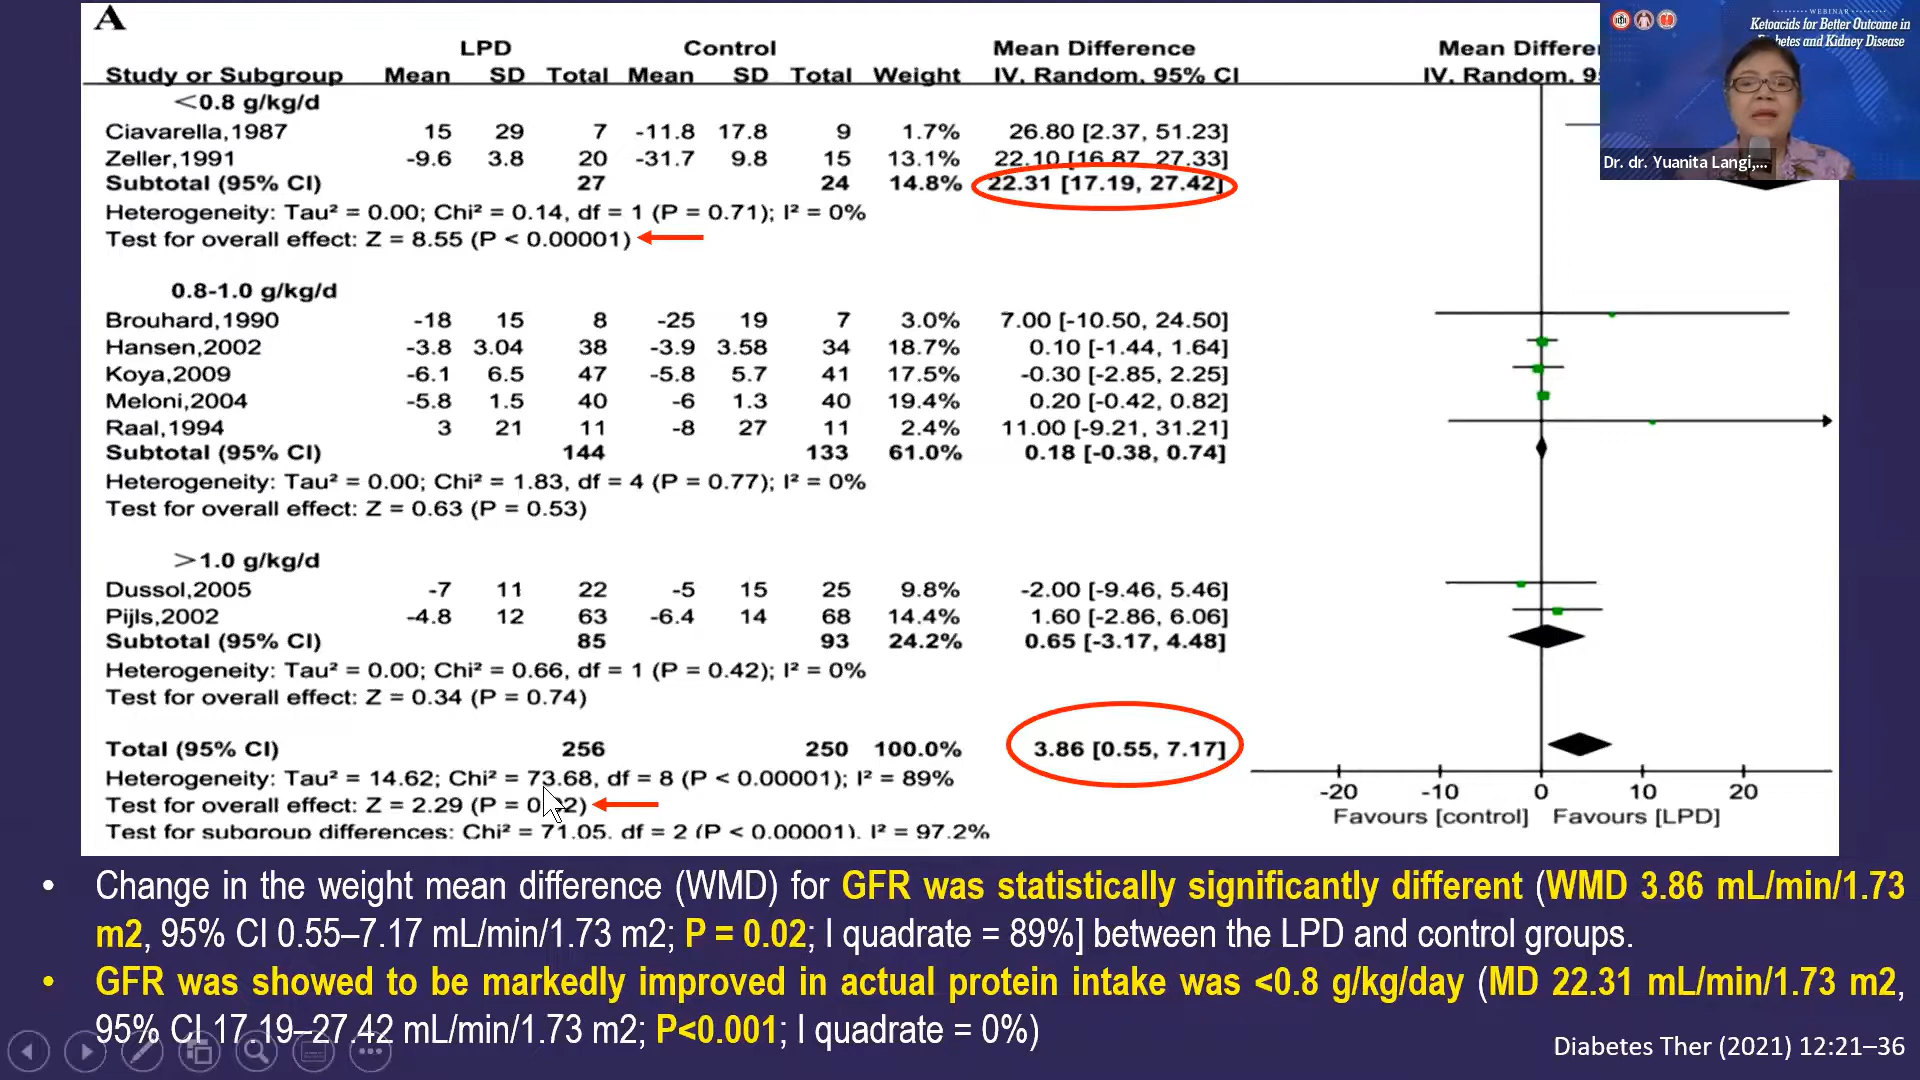 A
WEBINAR
Ketoacids for Better Outcome in
Diabetes and Kidney Disease
Dr. dr. Yuanita Langi,...
LPD Control Mean Difference
Study or Subgroup Mean SD Total Mean SD Total Weight IV, Random, 95% CI IV, Random,
<0.8 g/kg/d
Ciavarella,1987 15 29 7 -11.8 17.8 9 1.7% 26.80 [2.37, 51.23]
Zeller,1991 -9.6 3.8 20 -31.7 9.8 15 13.1% 22.10 [16.87, 27.33]
Subtotal (95% CI) 27 24 14.8% 22.31 [17.19, 27.42]
Heterogeneity: Tau² = 0.00; Chi² = 0.14, df = 1 (P = 0.71); I² = 0%
Test for overall effect: Z = 8.55 (P < 0.00001)
0.8-1.0 g/kg/d
Brouhard,1990 -18 15 8 -25 19 7 3.0% 7.00 [-10.50, 24.50]
Hansen,2002 -3.8 3.04 38 -3.9 3.58 34 18.7% 0.10 [-1.44, 1.64]
Koya,2009 -6.1 6.5 47 -5.8 5.7 41 17.5% -0.30 [-2.85, 2.25]
Meloni,2004 -5.8 1.5 40 -6 1.3 40 19.4% 0.20 [-0.42, 0.82]
Raal,1994 3 21 11 -8 27 11 2.4% 11.00 [-9.21, 31.21]
Subtotal (95% CI) 144 133 61.0% 0.18 [-0.38, 0.74]
Heterogeneity: Tau² = 0.00; Chi² = 1.83, df = 4 (P = 0.77); I² = 0%
Test for overall effect: Z = 0.63 (P = 0.53)
>1.0 g/kg/d
Dussol,2005 -7 11 22 -5 15 25 9.8% -2.00 [-9.46, 5.46]
Pijls,2002 -4.8 12 63 -6.4 14 68 14.4% 1.60 [-2.86, 6.06]
Subtotal (95% CI) 85 93 24.2% 0.65 [-3.17, 4.48]
Heterogeneity: Tau² = 0.00; Chi² = 0.66, df = 1 (P = 0.42); I² = 0%
Test for overall effect: Z = 0.34 (P = 0.74)
Total (95% CI) 256 250 100.0% 3.86 [0.55, 7.17]
Heterogeneity: Tau² = 14.62; Chi² = 73.68, df = 8 (P < 0.00001); I² = 89%
Test for overall effect: Z = 2.29 (P = 0.02)
Test for subgroup differences: Chi² = 71.05, df = 2 (P < 0.00001), I² = 97.2%
-20 -10 0 10 20
Favours [control] Favours [LPD]
• Change in the weight mean difference (WMD) for GFR was statistically significantly different (WMD 3.86 mL/min/1.73
m2, 95% CI 0.55–7.17 mL/min/1.73 m2; P = 0.02; I quadrate = 89%] between the LPD and control groups.
• GFR was showed to be markedly improved in actual protein intake was <0.8 g/kg/day (MD 22.31 mL/min/1.73 m2,
95% CI 17.19–27.42 mL/min/1.73 m2; P<0.001; I quadrate = 0%)
Diabetes Ther (2021) 12:21–36